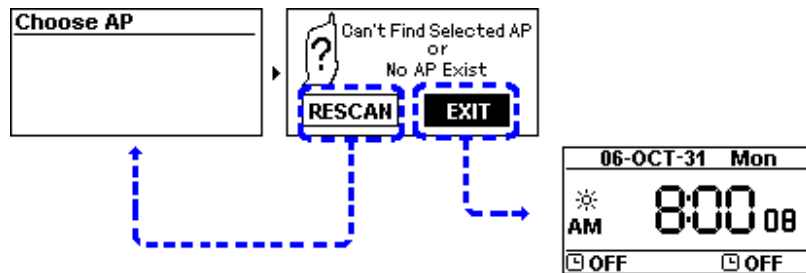 Choose AP
?
Can't Find Selected AP
or
No AP Exist
RESCAN EXIT
06-OCT-31 Mon
AM 8:00 08
OFF OFF